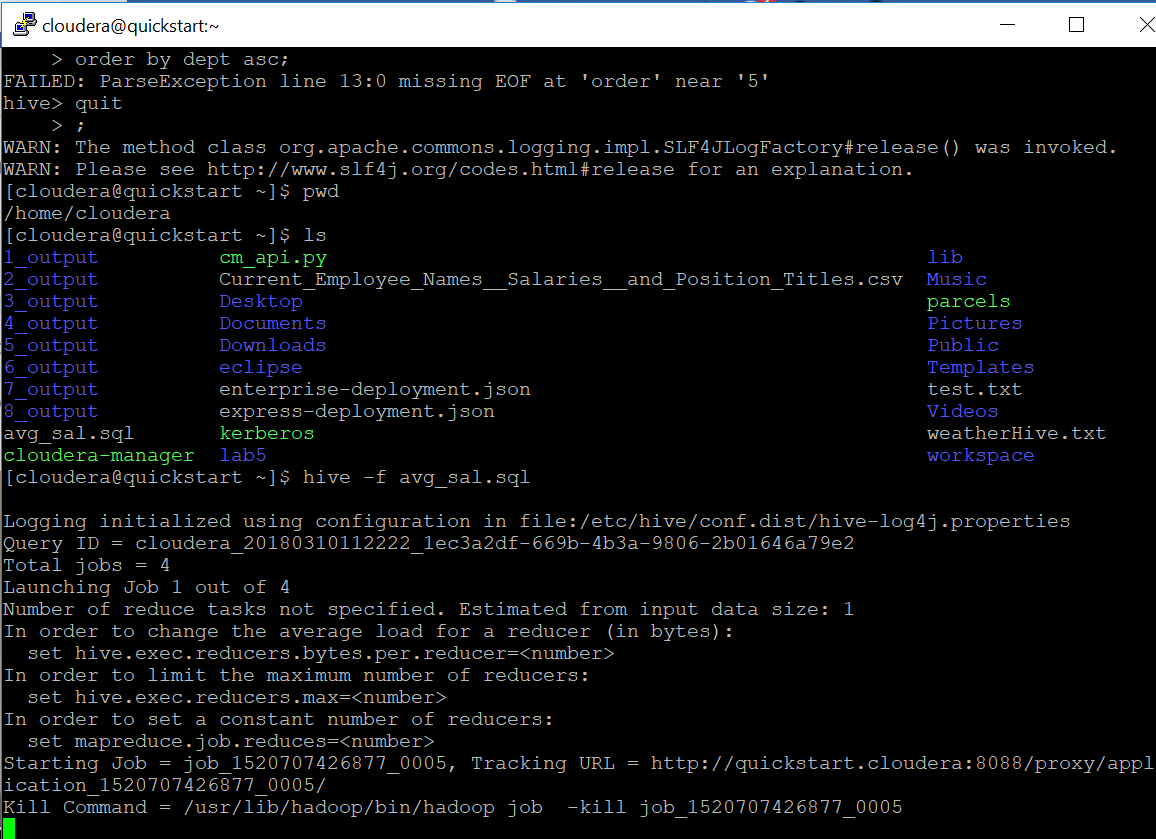 cloudera@quickstart:~
    > order by dept asc;
FAILED: ParseException line 13:0 missing EOF at 'order' near '5'
hive> quit
    > ;
WARN: The method class org.apache.commons.logging.impl.SLF4JLogFactory#release() was invoked.
WARN: Please see http://www.slf4j.org/codes.html#release for an explanation.
[cloudera@quickstart ~]$ pwd
/home/cloudera
[cloudera@quickstart ~]$ ls
1_output          cm_api.py                                                  lib
2_output          Current_Employee_Names__Salaries__and_Position_Titles.csv  Music
3_output          Desktop                                                    parcels
4_output          Documents                                                  Pictures
5_output          Downloads                                                  Public
6_output          eclipse                                                    Templates
7_output          enterprise-deployment.json                                 test.txt
8_output          express-deployment.json                                    Videos
avg_sal.sql       kerberos                                                   weatherHive.txt
cloudera-manager  lab5                                                       workspace
[cloudera@quickstart ~]$ hive -f avg_sal.sql

Logging initialized using configuration in file:/etc/hive/conf.dist/hive-log4j.properties
Query ID = cloudera_20180310112222_1ec3a2df-669b-4b3a-9806-2b01646a79e2
Total jobs = 4
Launching Job 1 out of 4
Number of reduce tasks not specified. Estimated from input data size: 1
In order to change the average load for a reducer (in bytes):
  set hive.exec.reducers.bytes.per.reducer=<number>
In order to limit the maximum number of reducers:
  set hive.exec.reducers.max=<number>
In order to set a constant number of reducers:
  set mapreduce.job.reduces=<number>
Starting Job = job_1520707426877_0005, Tracking URL = http://quickstart.cloudera:8088/proxy/appl
ication_1520707426877_0005/
Kill Command = /usr/lib/hadoop/bin/hadoop job  -kill job_1520707426877_0005